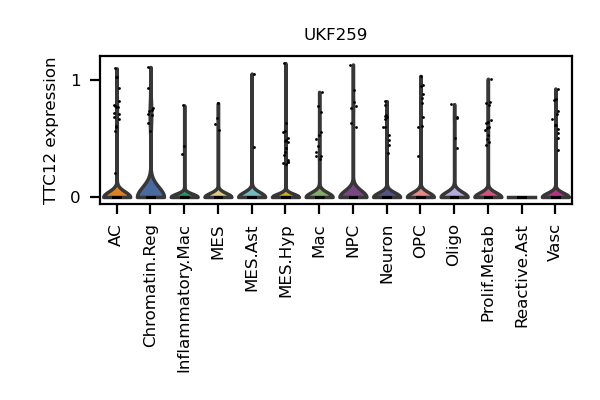 UKF259
TTC12 expression
1
0
AC
Chromatin.Reg
Inflammatory.Mac
MES
MES.Ast
MES.Hyp
Mac
NPC
Neuron
OPC
Oligo
Prolif.Metab
Reactive.Ast
Vasc